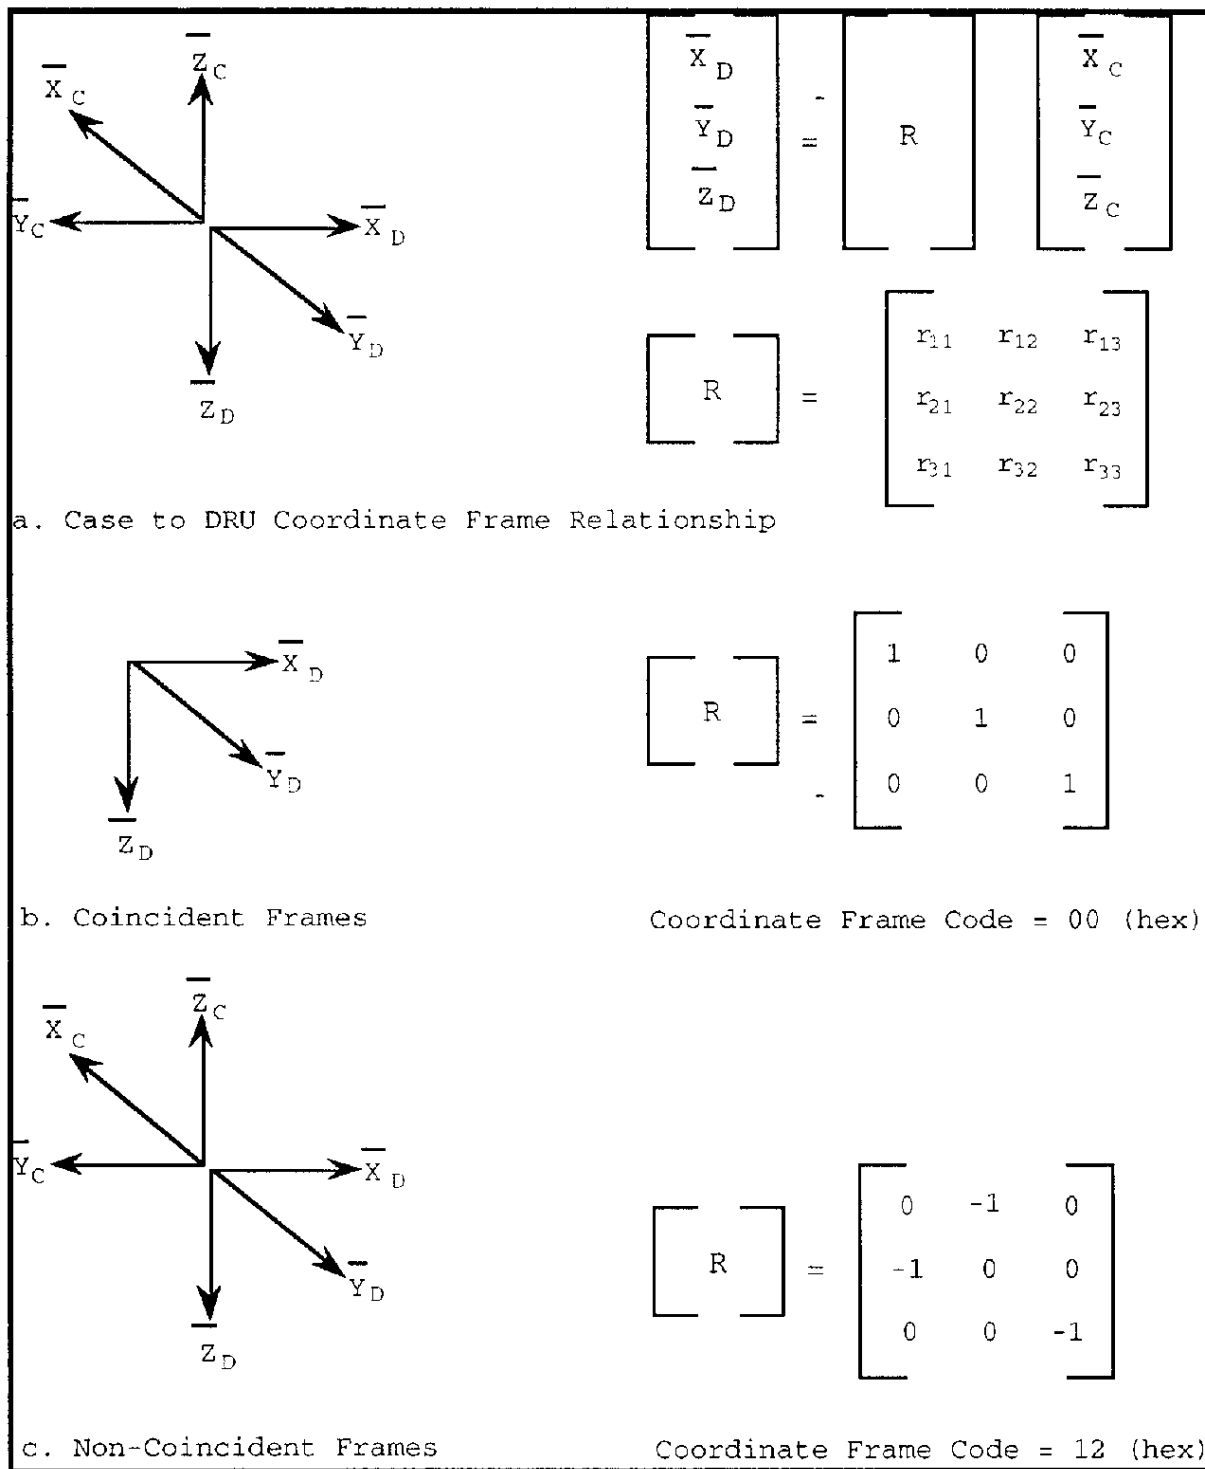 Z̅C
X̅C
Y̅C
X̅D
Y̅D
Z̅D
X̅D
Y̅D = R
Z̅D
X̅C
Y̅C
Z̅C
R =
r11 r12 r13
r21 r22 r23
r31 r32 r33
a. Case to DRU Coordinate Frame Relationship
X̅D
Y̅D
Z̅D
R =
1 0 0
0 1 0
0 0 1
b. Coincident Frames
Coordinate Frame Code = 00 (hex)
Z̅C
X̅C
Y̅C
X̅D
Y̅D
Z̅D
R =
0 -1 0
-1 0 0
0 0 -1
c. Non-Coincident Frames
Coordinate Frame Code = 12 (hex)